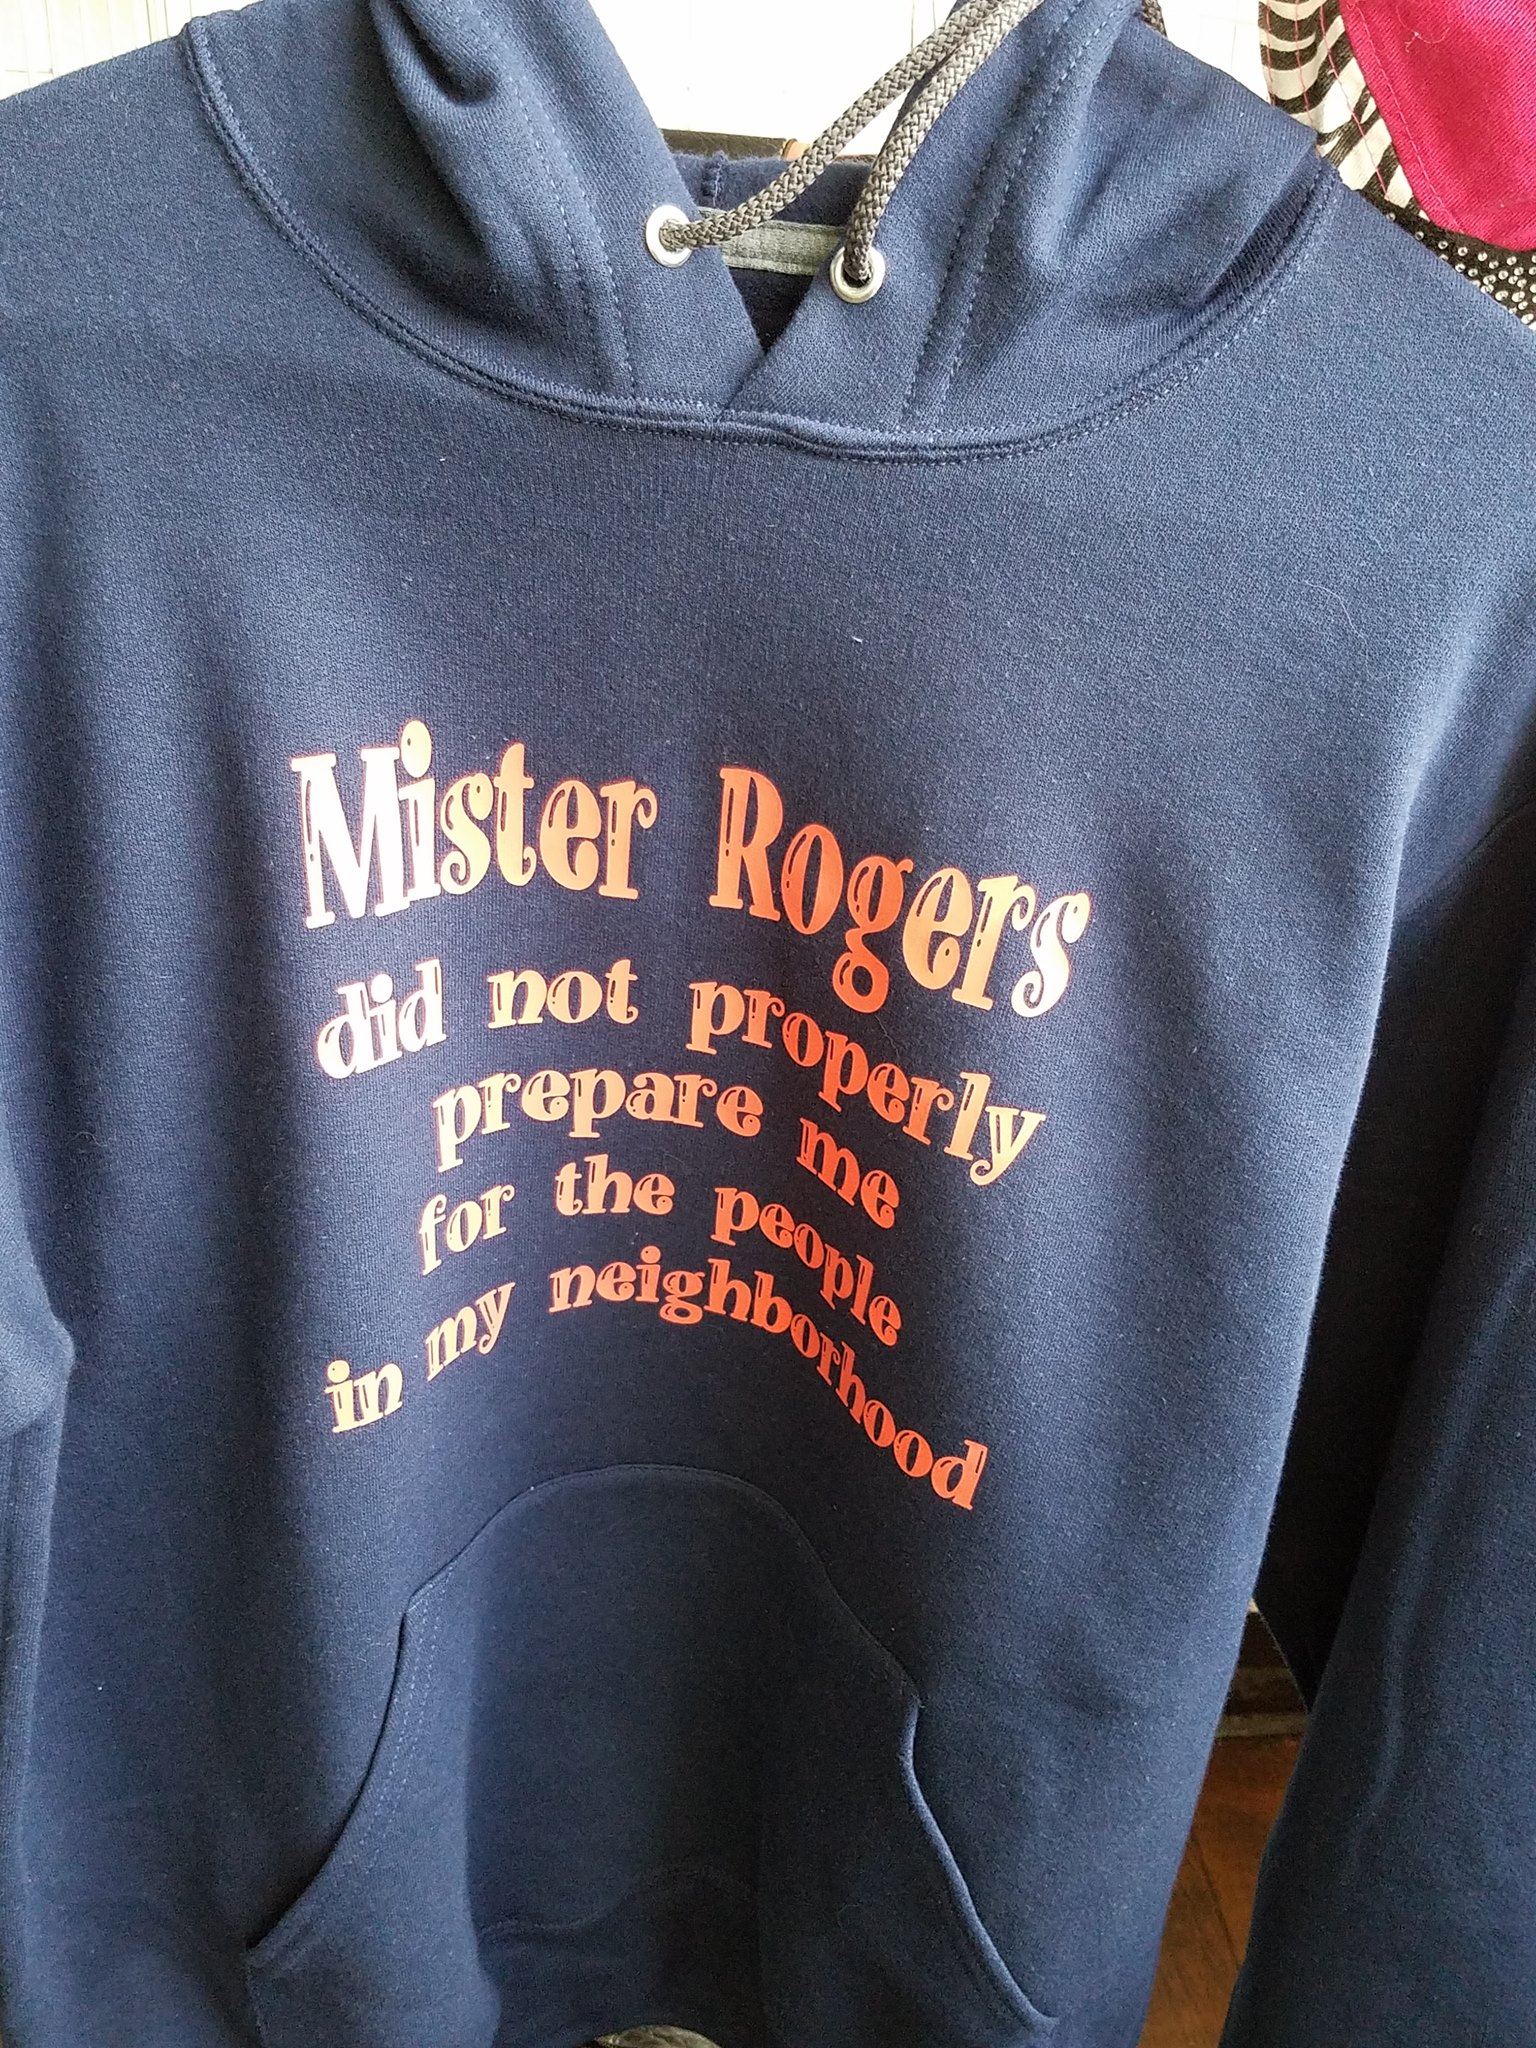 Mister Rogers
did not properly
prepare me
for the people
in my neighborhood